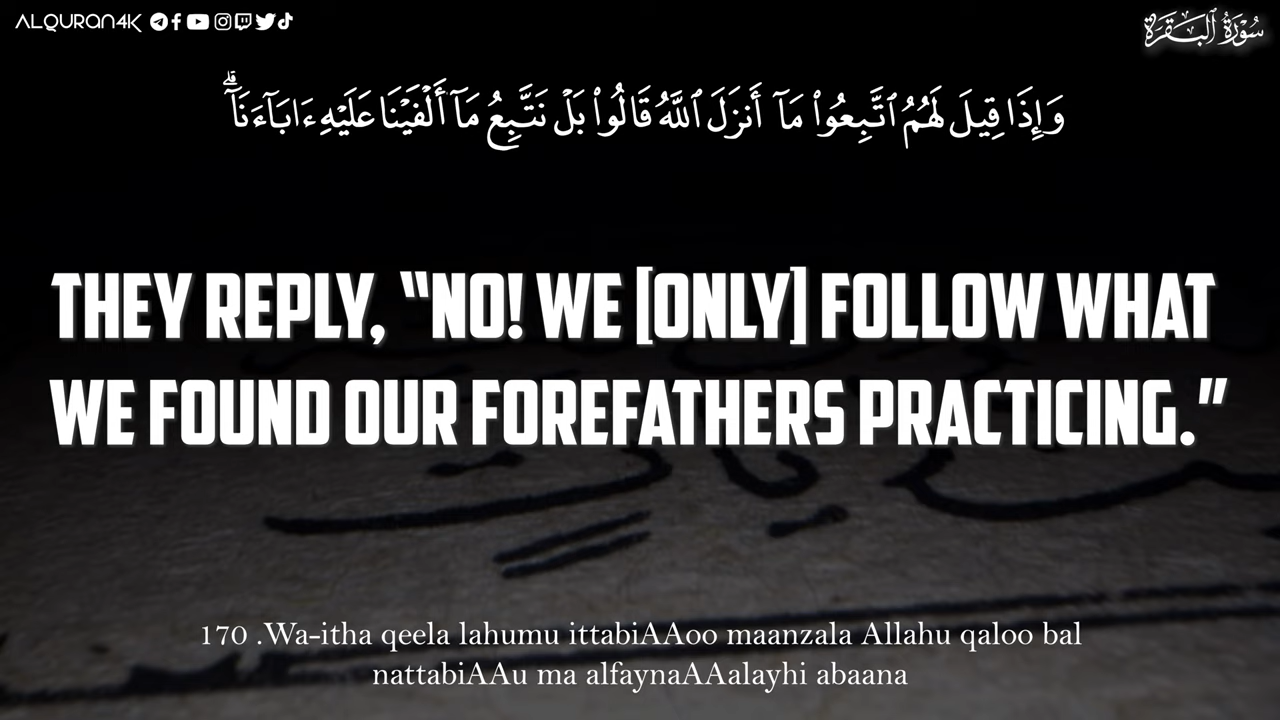 ALQURAN4K
سُورَةُ ٱلْبَقَرَةِ
وَإِذَا قِيلَ لَهُمُ ٱتَّبِعُوا۟ مَآ أَنزَلَ ٱللَّهُ قَالُوا۟ بَلْ نَتَّبِعُ مَآ أَلْفَيْنَا عَلَيْهِ ءَابَآءَنَآ ۗ
THEY REPLY, “NO! WE [ONLY] FOLLOW WHAT
WE FOUND OUR FOREFATHERS PRACTICING.”
170 .Wa-itha qeela lahumu ittabiAAoo maanzala Allahu qaloo bal
nattabiAAu ma alfaynaAAalayhi abaana